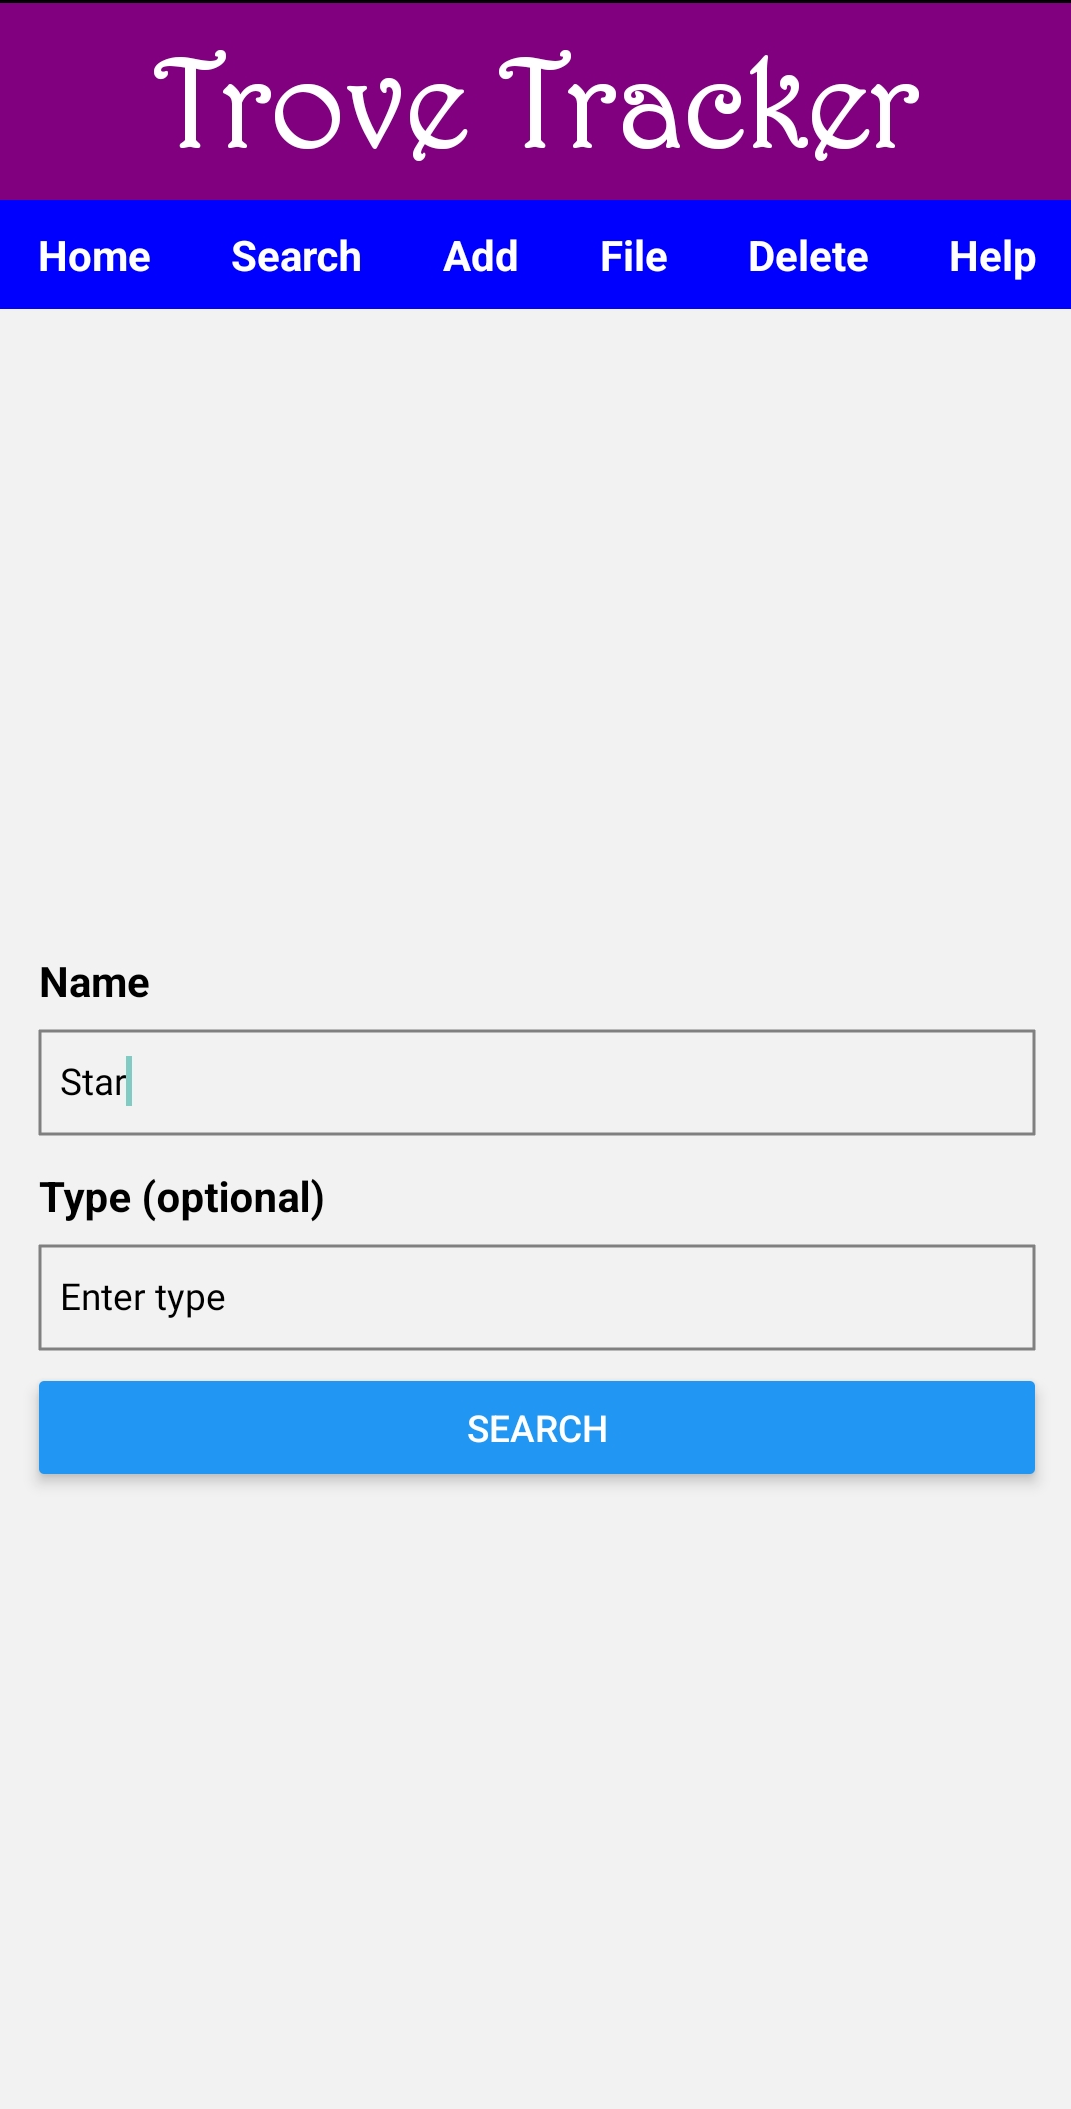 Trove Tracker
Home Search Add File Delete Help
Name
Star
Type (optional)
Enter type
SEARCH